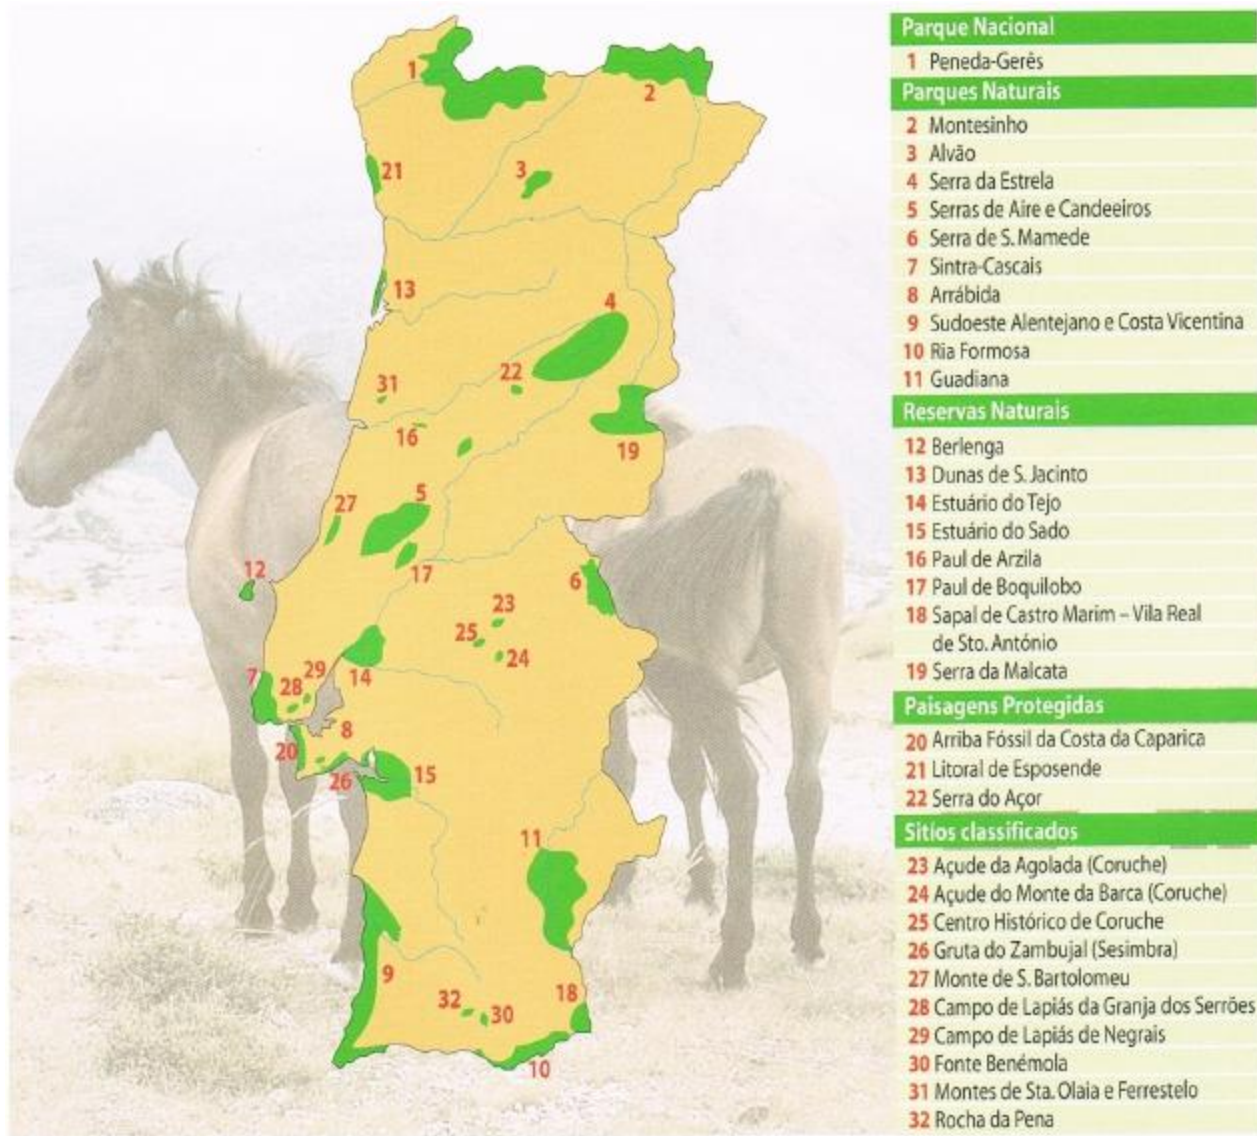 Parque Nacional
1 Peneda-Gerês
Parques Naturais
2 Montesinho
3 Alvão
4 Serra da Estrela
5 Serras de Aire e Candeeiros
6 Serra de S. Mamede
7 Sintra-Cascais
8 Arrábida
9 Sudoeste Alentejano e Costa Vicentina
10 Ria Formosa
11 Guadiana
Reservas Naturais
12 Berlenga
13 Dunas de S. Jacinto
14 Estuário do Tejo
15 Estuário do Sado
16 Paul de Arzila
17 Paul de Boquilobo
18 Sapal de Castro Marim – Vila Real
de Sto. António
19 Serra da Malcata
Paisagens Protegidas
20 Arriba Fóssil da Costa da Caparica
21 Litoral de Esposende
22 Serra do Açor
Sitíos classificados
23 Açude da Agolada (Coruche)
24 Açude do Monte da Barca (Coruche)
25 Centro Histórico de Coruche
26 Gruta do Zambujal (Sesimbra)
27 Monte de S. Bartolomeu
28 Campo de Lapiás da Granja dos Serrões
29 Campo de Lapiás de Negrais
30 Fonte Benémola
31 Montes de Sta. Olaia e Ferrestelo
32 Rocha da Pena
1
2
21
3
13
4
22
31
16
19
5
27
17
12
6
23
25
24
29
7
28
14
8
20
26
15
11
9
32
30
18
10